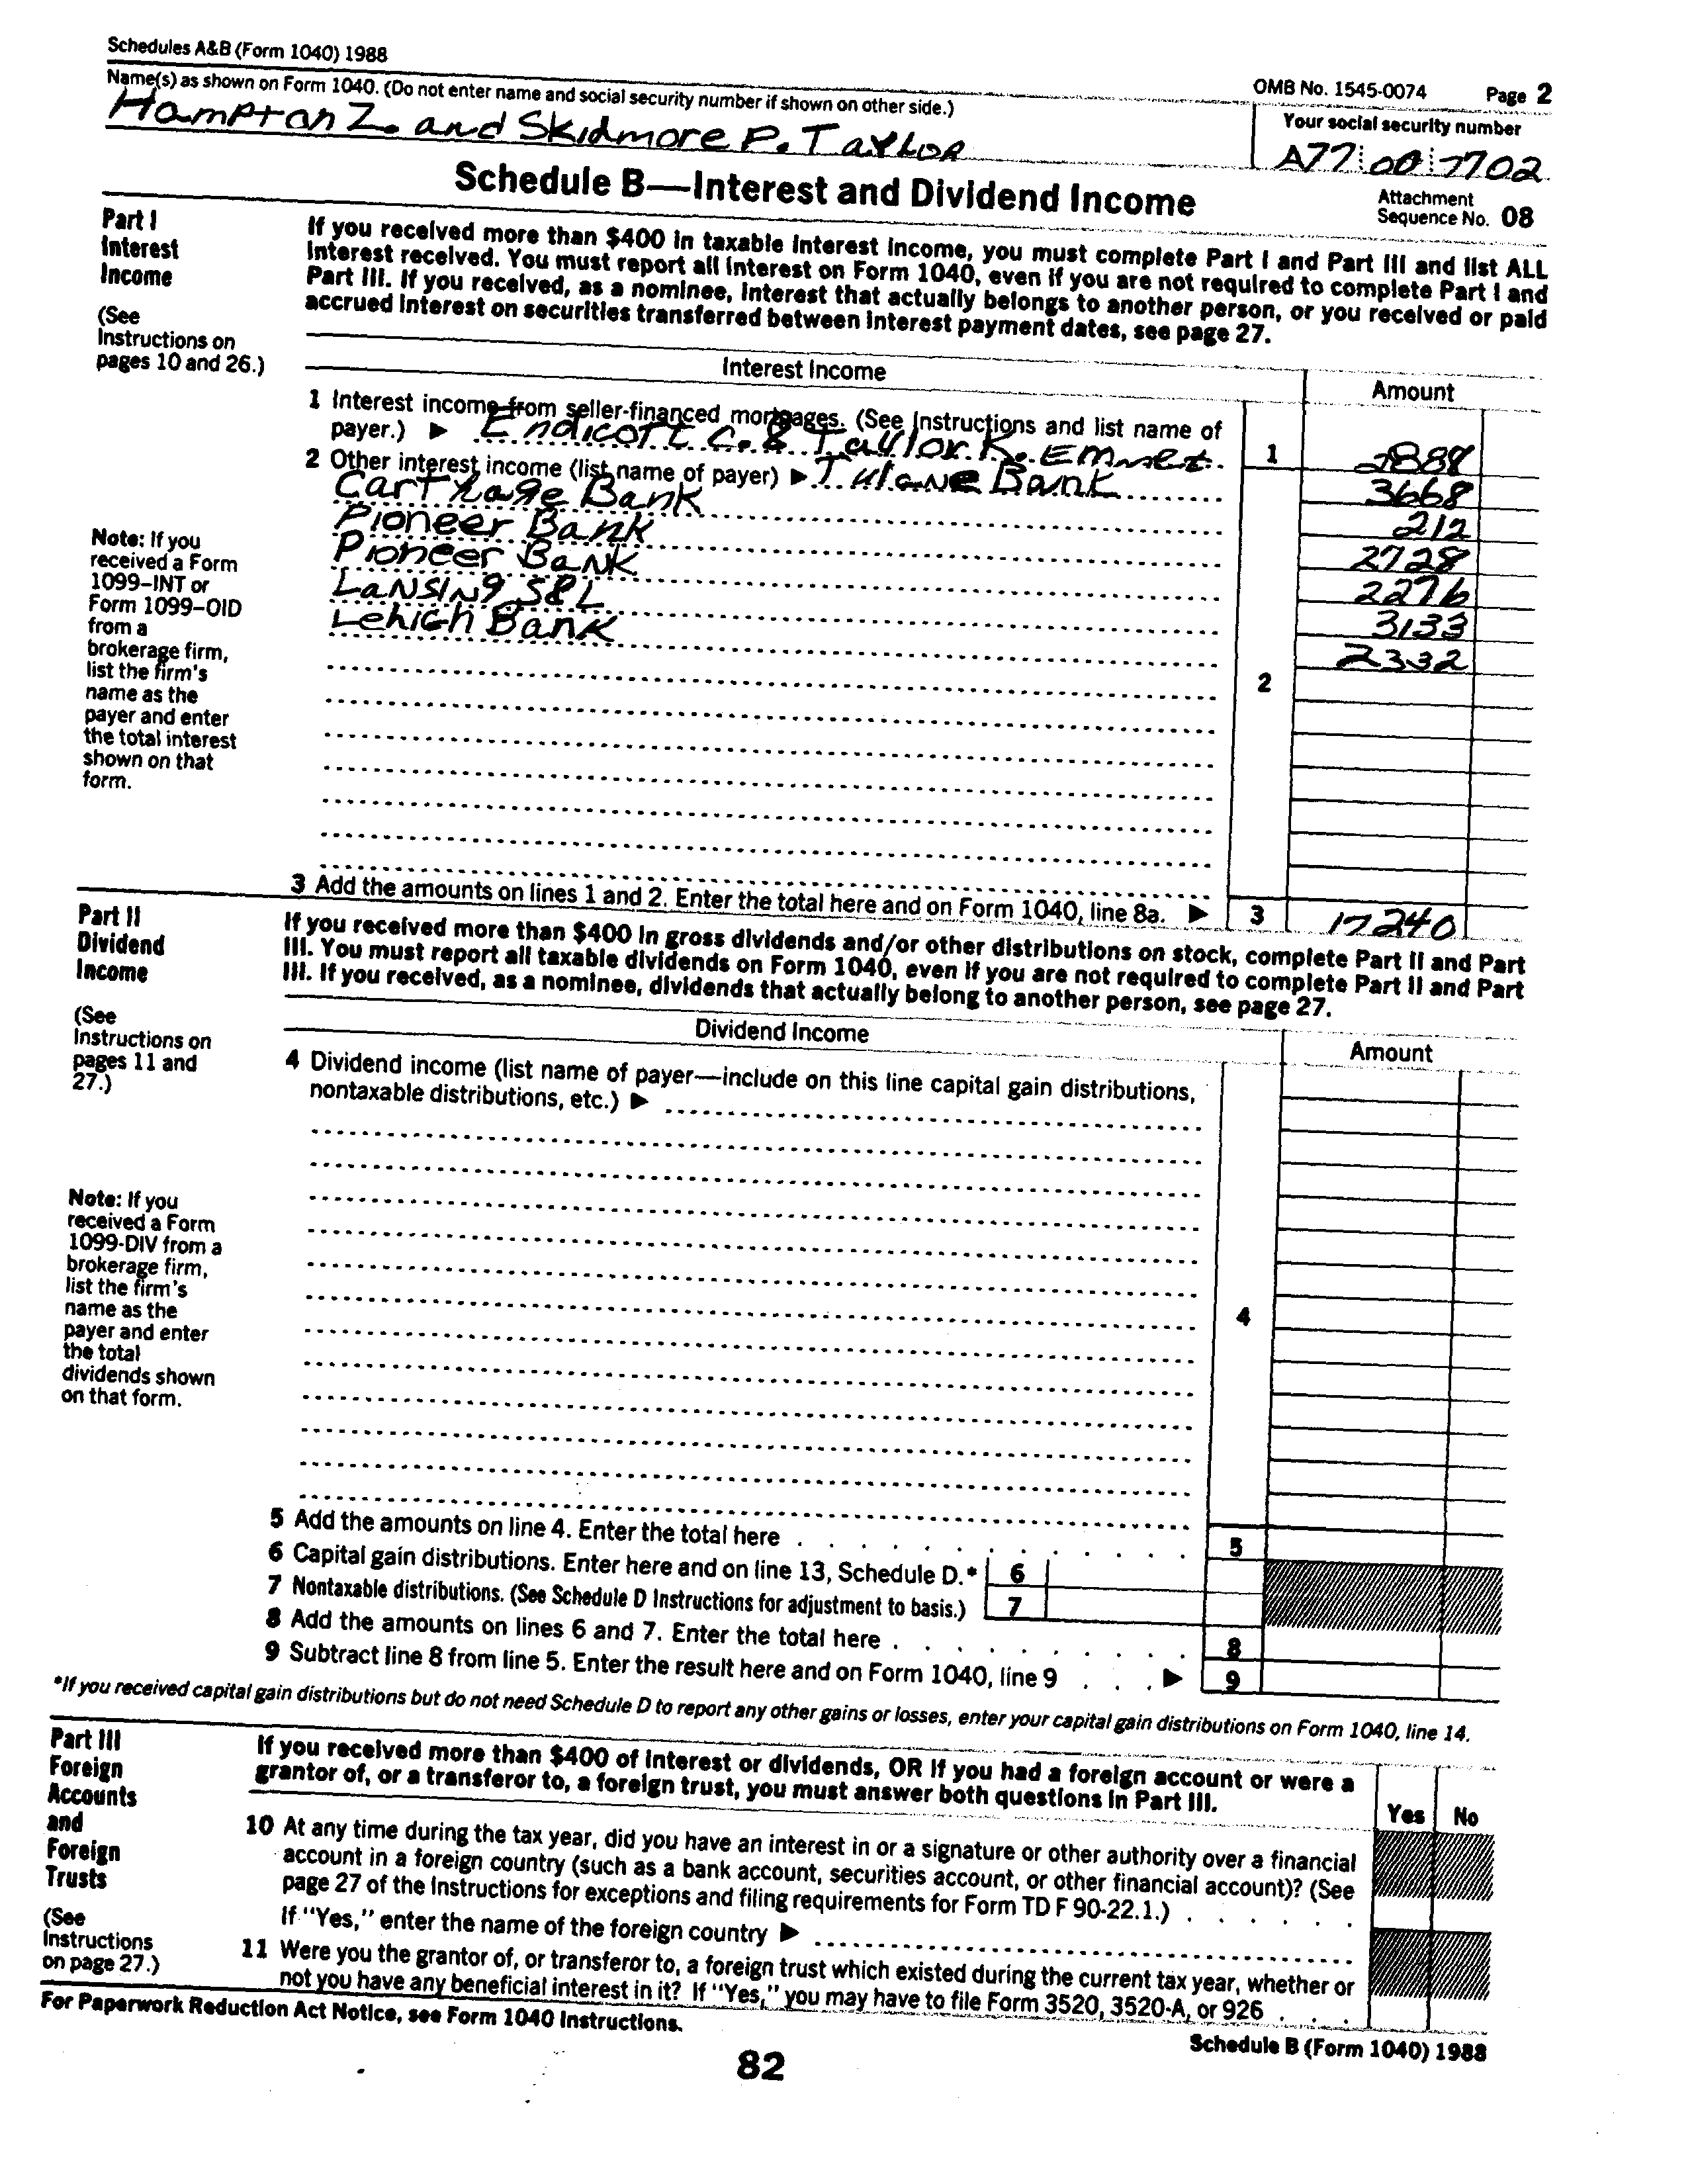 Schedules A&B (Form 1040) 1988
OMB No. 1545-0074 Page 2
Name(s) as shown on Form 1040. (Do not enter name and social security number if shown on other side.)
Your social security number
Hampton Z. and Skidmore P. Taylor
A77 00 7702
Schedule B—Interest and Dividend Income
Attachment
Sequence No. 08
Part I
Interest
Income
(See
Instructions on
pages 10 and 26.)
If you received more than $400 in taxable interest income, you must complete Part I and Part III and list ALL
interest received. You must report all interest on Form 1040, even if you are not required to complete Part I and
Part III. If you received, as a nominee, interest that actually belongs to another person, or you received or paid
accrued interest on securities transferred between interest payment dates, see page 27.
Interest Income
Amount
1 Interest income from seller-financed mortgages. (See Instructions and list name of
payer.) ▶ Endicott C. & Taylor K. Emmet 1 2888
2 Other interest income (list name of payer) ▶ Tulane Bank 3668
Carthage Bank 212
Pioneer Bank 2728
Pioneer Bank 2276
Lansing S&L 3133
Lehigh Bank 2332
2
Note: If you
received a Form
1099–INT or
Form 1099–OID
from a
brokerage firm,
list the firm's
name as the
payer and enter
the total interest
shown on that
form.
3 Add the amounts on lines 1 and 2. Enter the total here and on Form 1040, line 8a. ▶ 3 17240
Part II
Dividend
Income
(See
Instructions on
pages 11 and
27.)
If you received more than $400 in gross dividends and/or other distributions on stock, complete Part II and Part
III. You must report all taxable dividends on Form 1040, even if you are not required to complete Part II and Part
III. If you received, as a nominee, dividends that actually belong to another person, see page 27.
Dividend Income
Amount
4 Dividend income (list name of payer—include on this line capital gain distributions,
nontaxable distributions, etc.) ▶
4
Note: If you
received a Form
1099-DIV from a
brokerage firm,
list the firm's
name as the
payer and enter
the total
dividends shown
on that form.
5 Add the amounts on line 4. Enter the total here 5
6 Capital gain distributions. Enter here and on line 13, Schedule D.* 6
7 Nontaxable distributions. (See Schedule D Instructions for adjustment to basis.) 7
8 Add the amounts on lines 6 and 7. Enter the total here 8
9 Subtract line 8 from line 5. Enter the result here and on Form 1040, line 9 ▶ 9
*If you received capital gain distributions but do not need Schedule D to report any other gains or losses, enter your capital gain distributions on Form 1040, line 14.
Part III
Foreign
Accounts
and
Foreign
Trusts
(See
Instructions
on page 27.)
If you received more than $400 of interest or dividends, OR if you had a foreign account or were a
grantor of, or a transferor to, a foreign trust, you must answer both questions in Part III.
Yes No
10 At any time during the tax year, did you have an interest in or a signature or other authority over a financial
account in a foreign country (such as a bank account, securities account, or other financial account)? (See
page 27 of the Instructions for exceptions and filing requirements for Form TD F 90-22.1.)
If "Yes," enter the name of the foreign country ▶
11 Were you the grantor of, or transferor to, a foreign trust which existed during the current tax year, whether or
not you have any beneficial interest in it? If "Yes," you may have to file Form 3520, 3520-A, or 926
For Paperwork Reduction Act Notice, see Form 1040 Instructions.
Schedule B (Form 1040) 1988
82